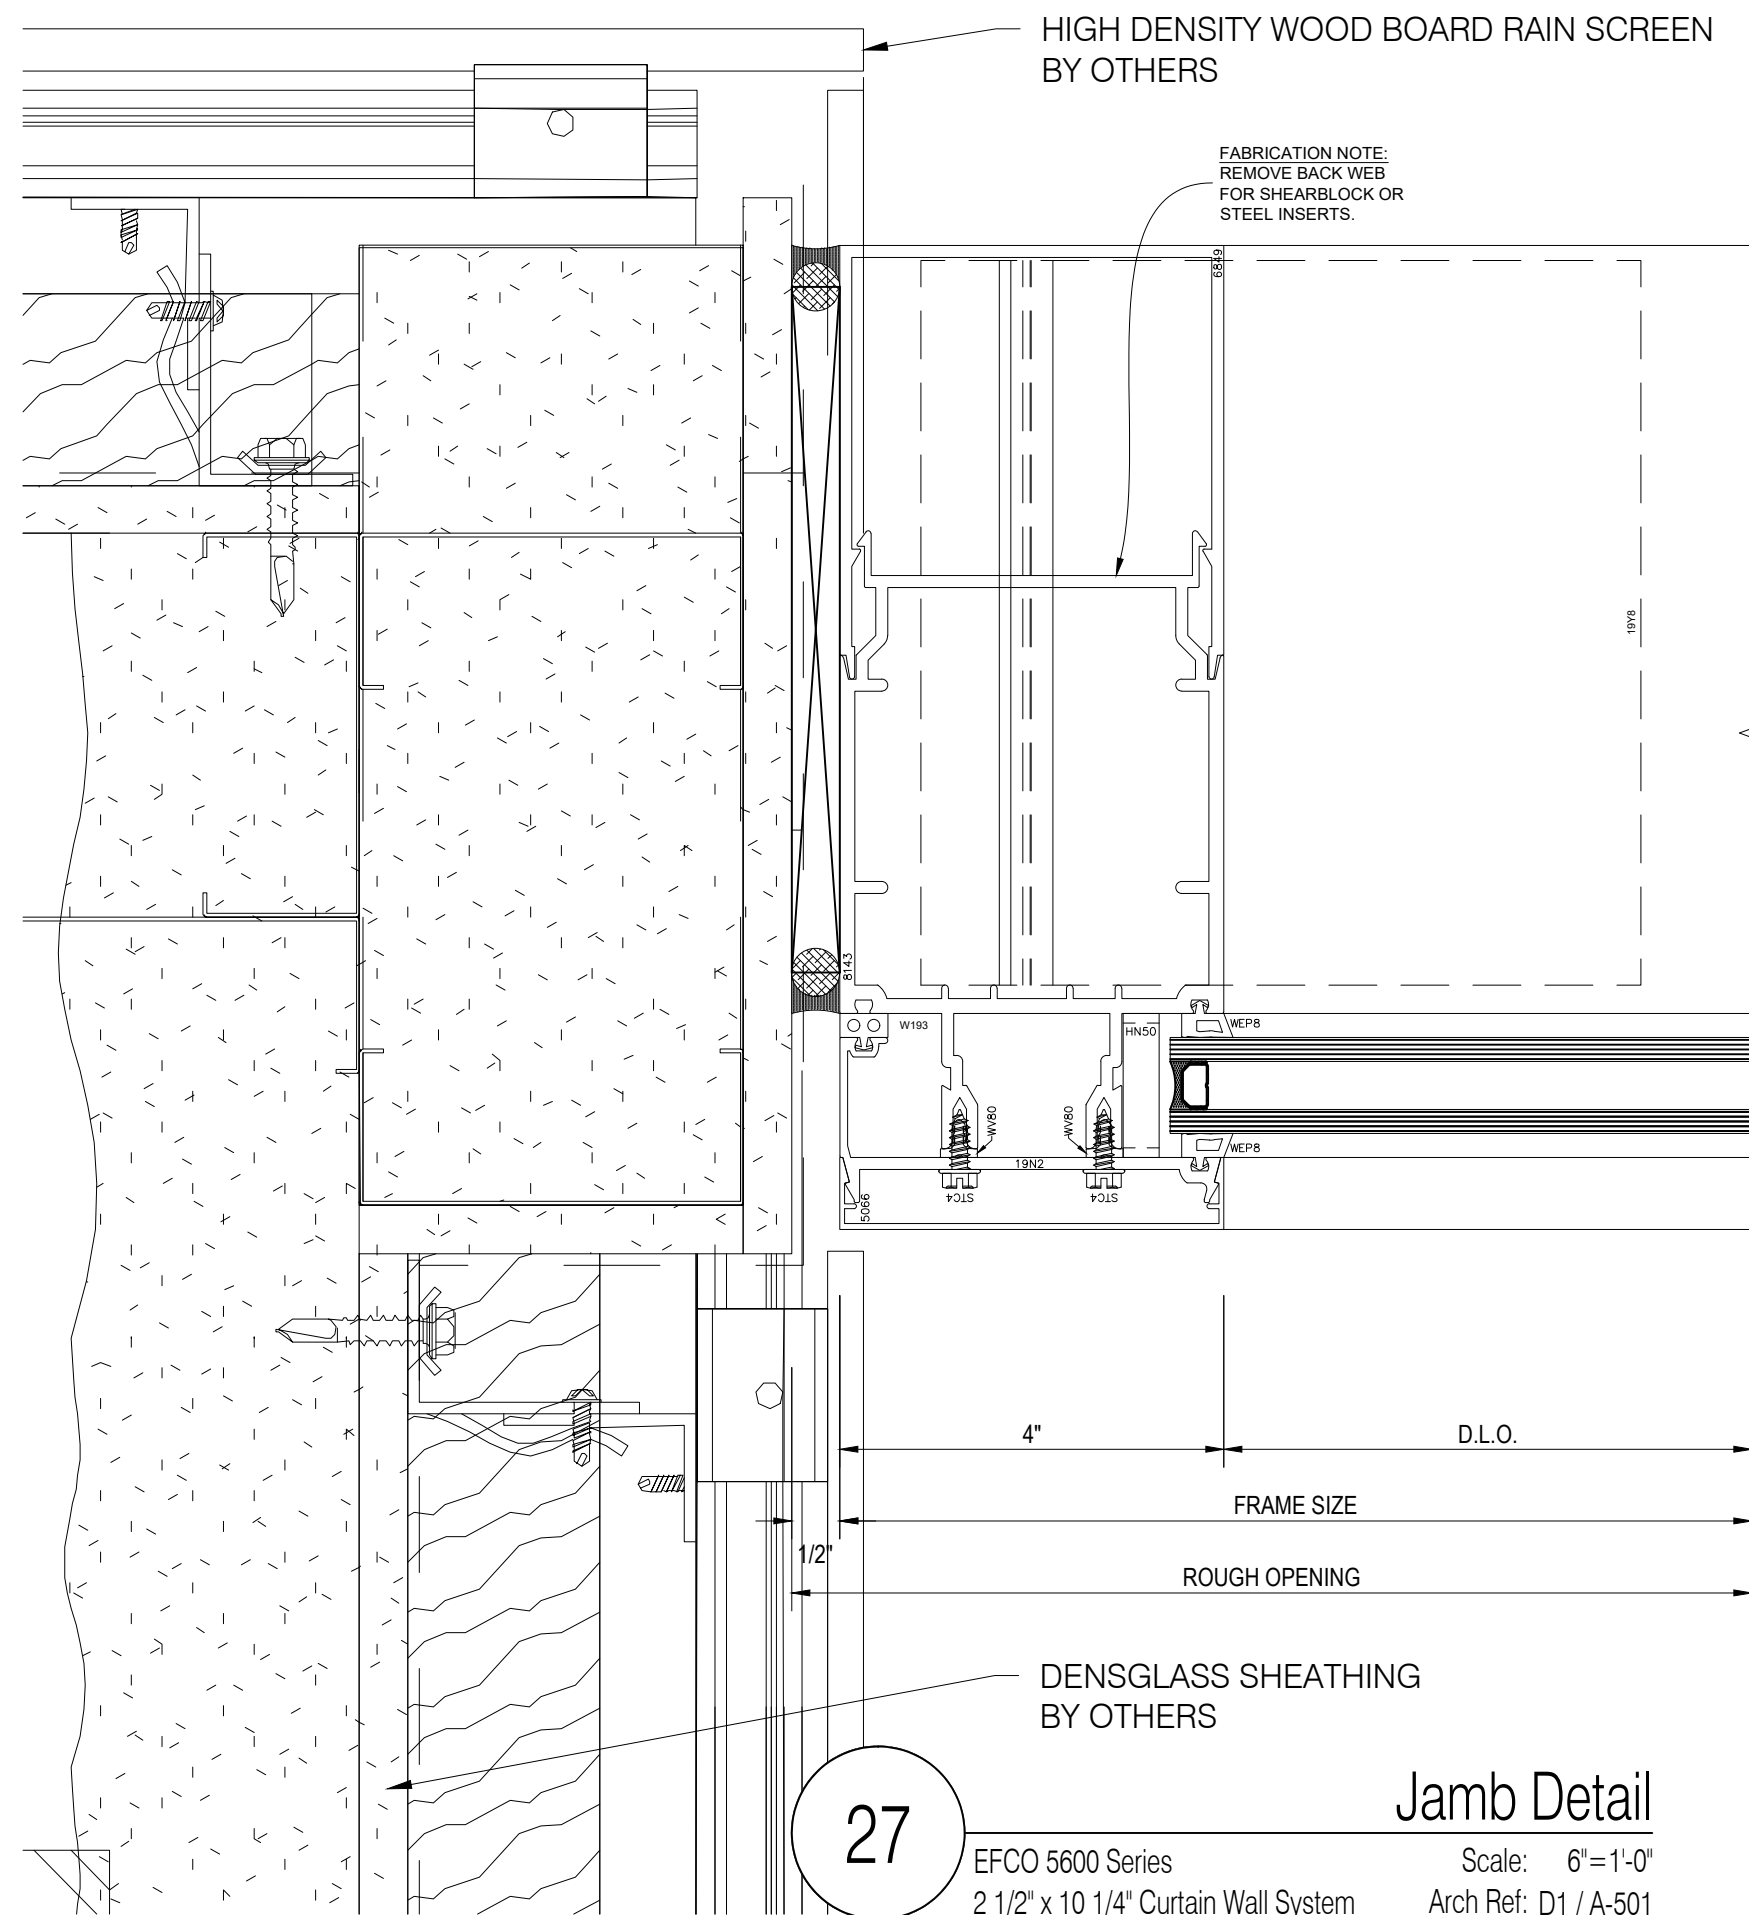 HIGH DENSITY WOOD BOARD RAIN SCREEN
BY OTHERS
FABRICATION NOTE:
REMOVE BACK WEB
FOR SHEARBLOCK OR
STEEL INSERTS.
6849
19Y8
8143
W193
HN50
WEP8
WV80
WV80
WEP8
19N2
STC4
STC4
5066
4"
D.L.O.
FRAME SIZE
1/2"
ROUGH OPENING
DENSGLASS SHEATHING
BY OTHERS
27
Jamb Detail
EFCO 5600 Series
Scale: 6"=1'-0"
2 1/2" x 10 1/4" Curtain Wall System
Arch Ref: D1 / A-501